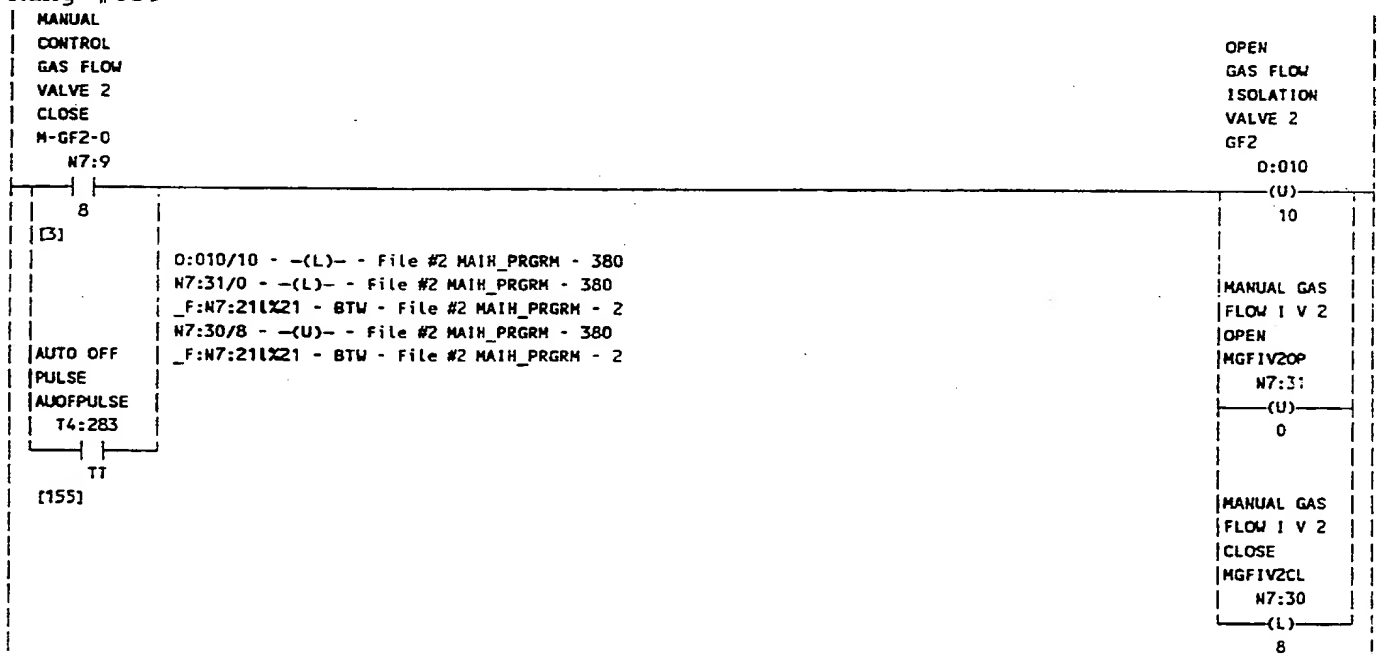 MANUAL
CONTROL
GAS FLOW
VALVE 2
CLOSE
M-GF2-0
N7:9
8
[3]
AUTO OFF
PULSE
AUOFPULSE
T4:283
TT
[155]
O:010/10 - -(L)- - File #2 MAIN_PRGRM - 380
N7:31/0 - -(L)- - File #2 MAIN_PRGRM - 380
_F:N7:21[%21 - BTW - File #2 MAIN_PRGRM - 2
N7:30/8 - -(U)- - File #2 MAIN_PRGRM - 380
_F:N7:21[%21 - BTW - File #2 MAIN_PRGRM - 2
OPEN
GAS FLOW
ISOLATION
VALVE 2
GF2
O:010
(U)
10
MANUAL GAS
FLOW I V 2
OPEN
MGFIV2OP
N7:31
(U)
0
MANUAL GAS
FLOW I V 2
CLOSE
MGFIV2CL
N7:30
(L)
8